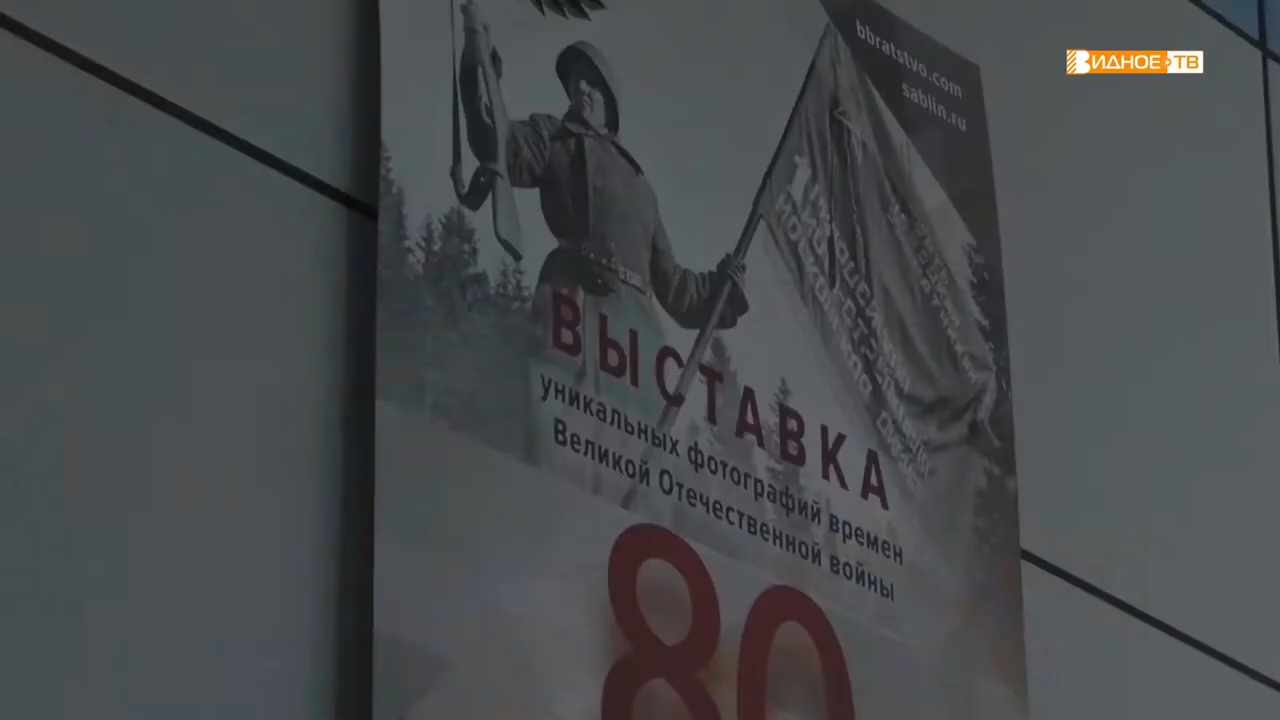 ВИДНОЕ ТВ
bbratstvo.com
sablin.ru
ВЫСТАВКА
уникальных фотографий времен
Великой Отечественной войны
80